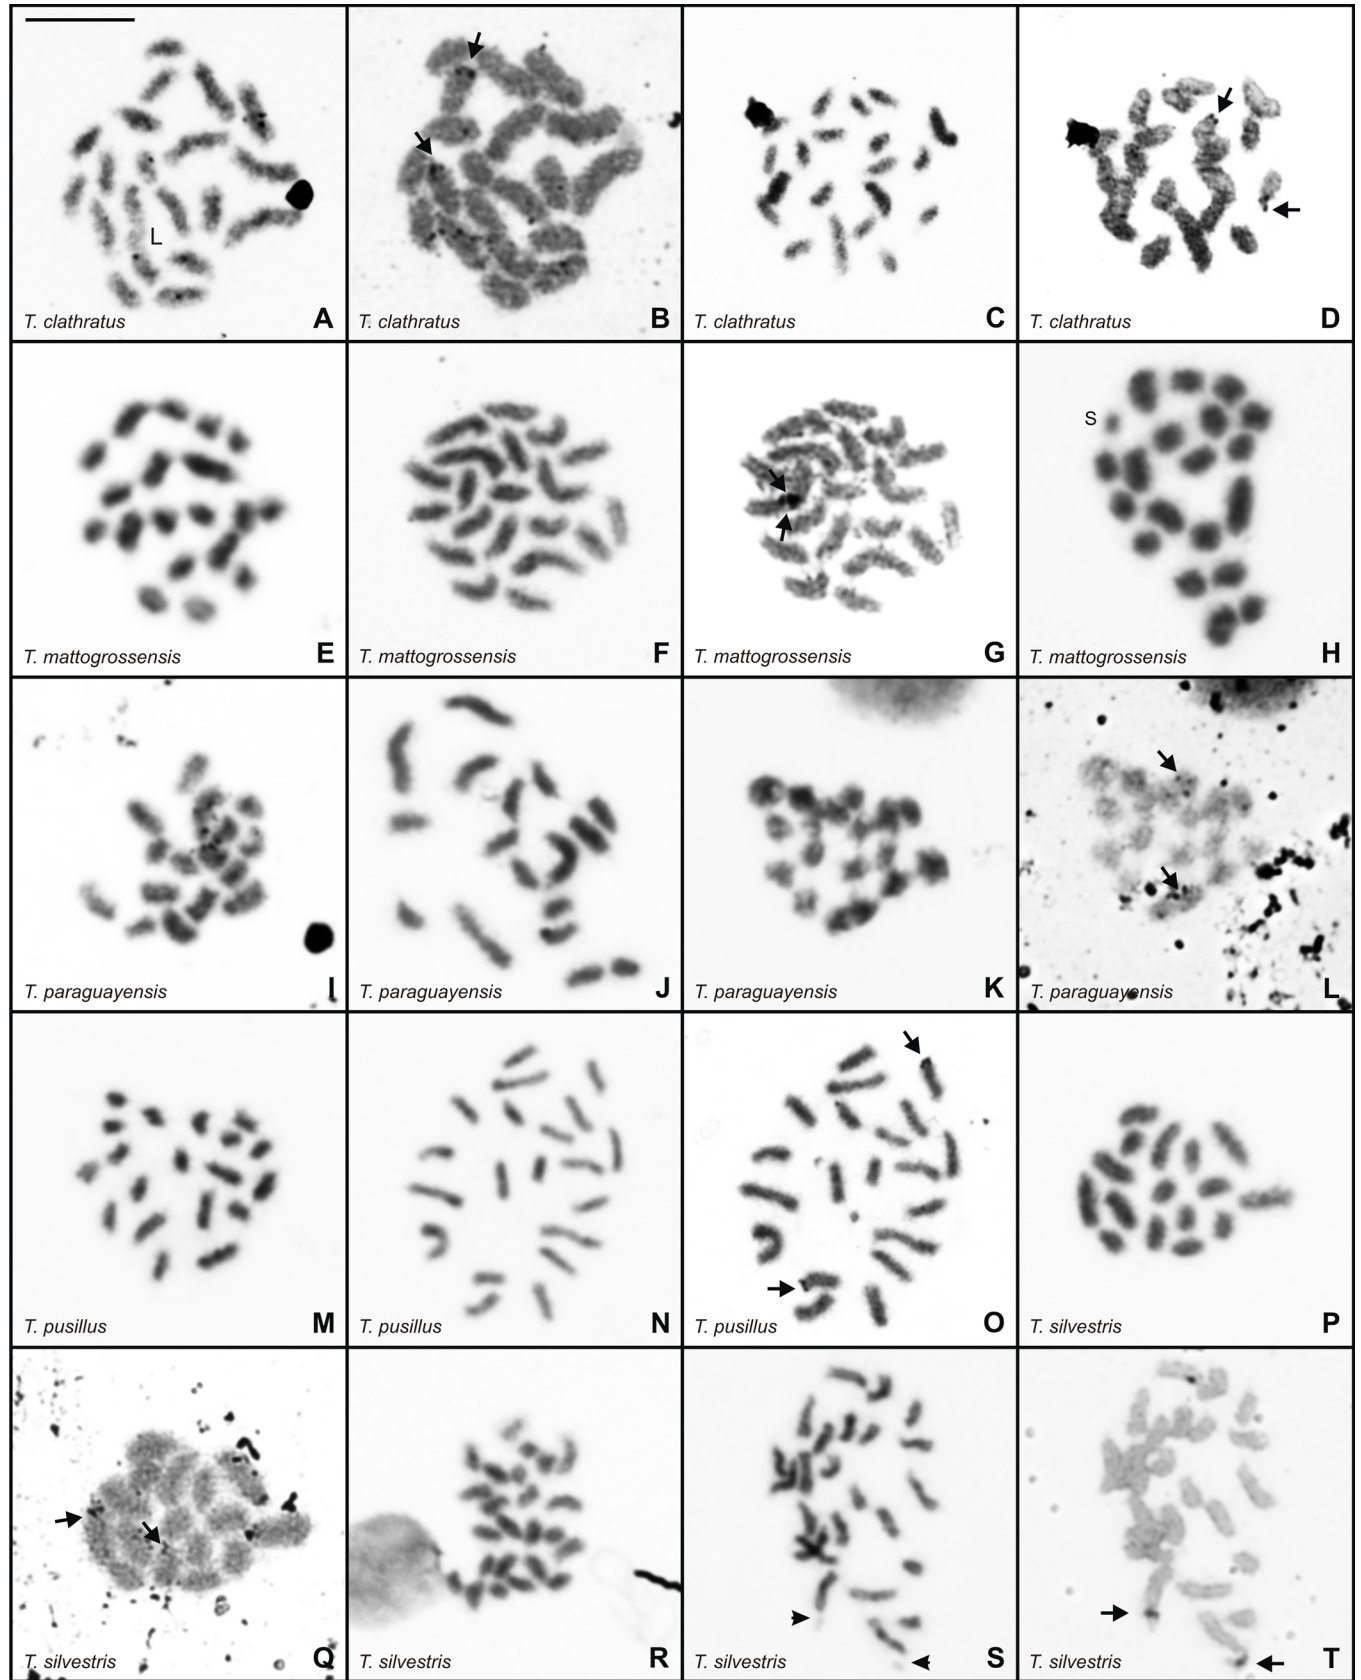 L
T. clathratus A
T. clathratus B
T. clathratus C
T. clathratus D
T. mattogrossensis E
T. mattogrossensis F
T. mattogrossensis G
S
T. mattogrossensis H
T. paraguayensis I
T. paraguayensis J
T. paraguayensis K
T. paraguayensis L
T. pusillus M
T. pusillus N
T. pusillus O
T. silvestris P
T. silvestris Q
T. silvestris R
T. silvestris S
T. silvestris T